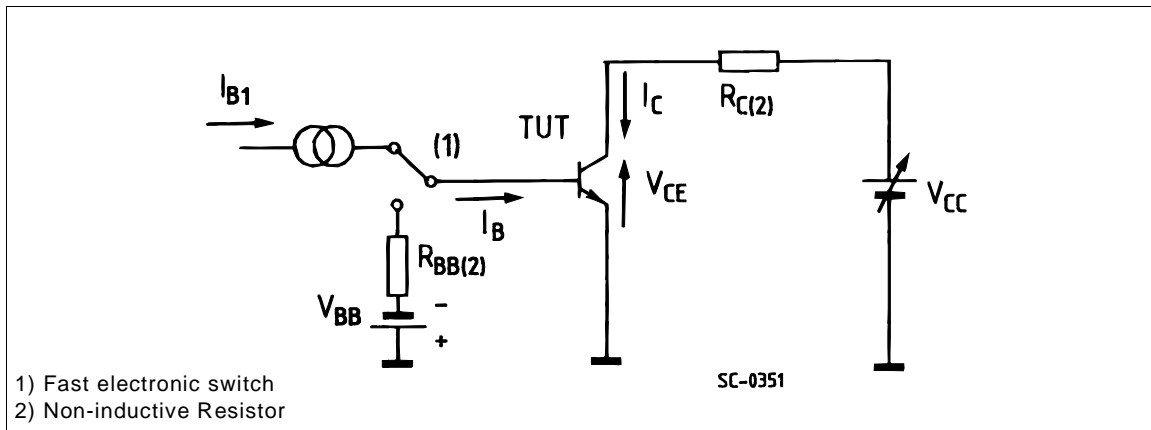 I_B1
(1)
TUT
I_C
R_C(2)
V_CE
V_CC
I_B
R_BB(2)
V_BB
-
+
SC-0351
1) Fast electronic switch
2) Non-inductive Resistor